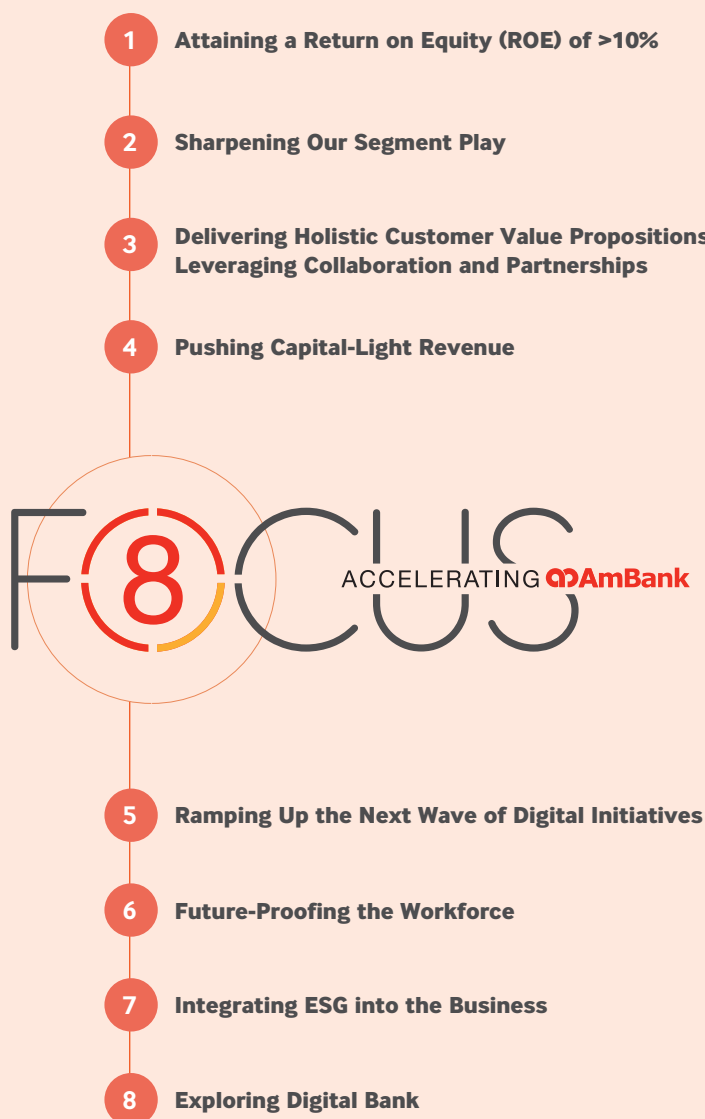 1 Attaining a Return on Equity (ROE) of >10%
2 Sharpening Our Segment Play
3 Delivering Holistic Customer Value Propositions
Leveraging Collaboration and Partnerships
4 Pushing Capital-Light Revenue
F8CUS
ACCELERATING AmBank
5 Ramping Up the Next Wave of Digital Initiatives
6 Future-Proofing the Workforce
7 Integrating ESG into the Business
8 Exploring Digital Bank